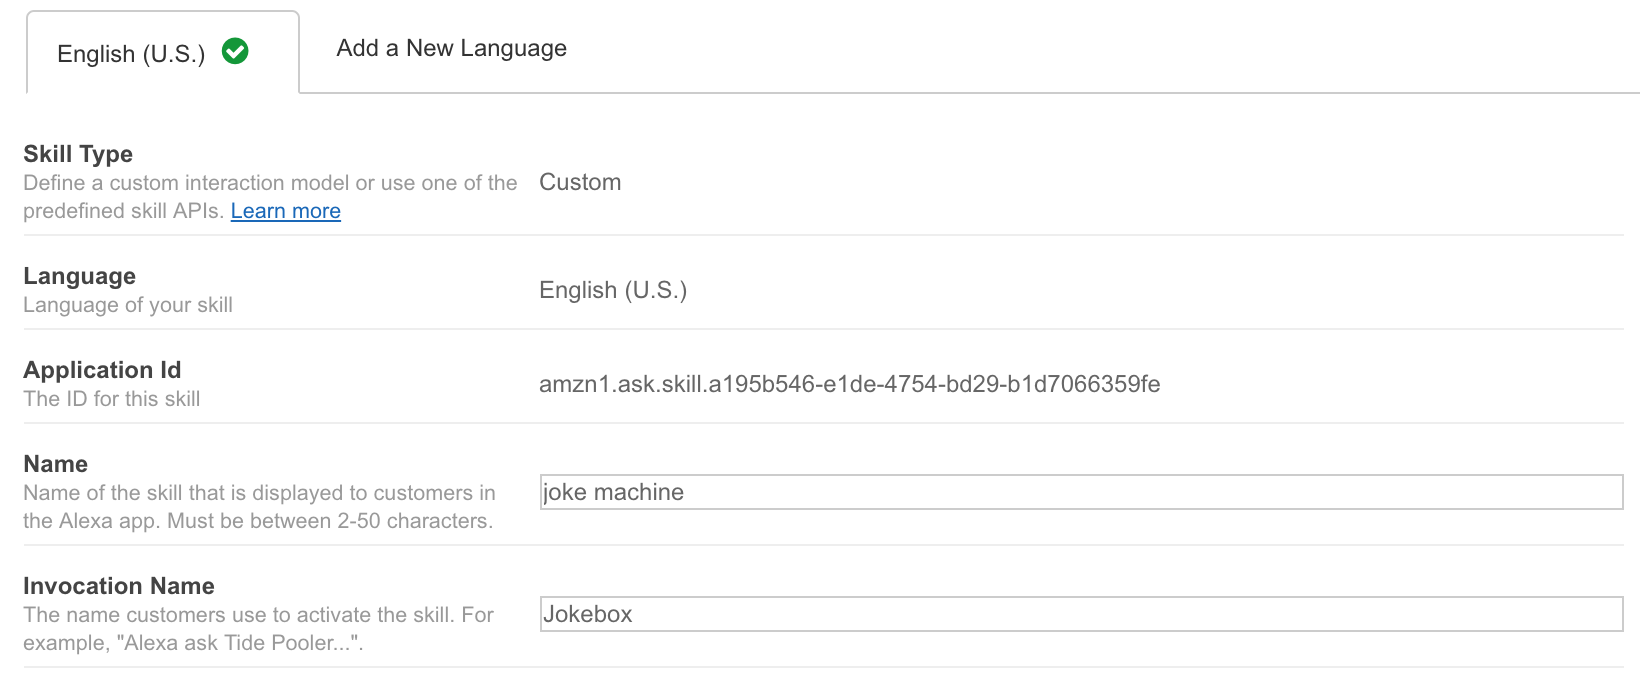 English (U.S.)
Add a New Language
Skill Type
Define a custom interaction model or use one of the
predefined skill APIs. Learn more
Custom
Language
Language of your skill
English (U.S.)
Application Id
The ID for this skill
amzn1.ask.skill.a195b546-e1de-4754-bd29-b1d7066359fe
Name
Name of the skill that is displayed to customers in
the Alexa app. Must be between 2-50 characters.
joke machine
Invocation Name
The name customers use to activate the skill. For
example, "Alexa ask Tide Pooler...".
Jokebox